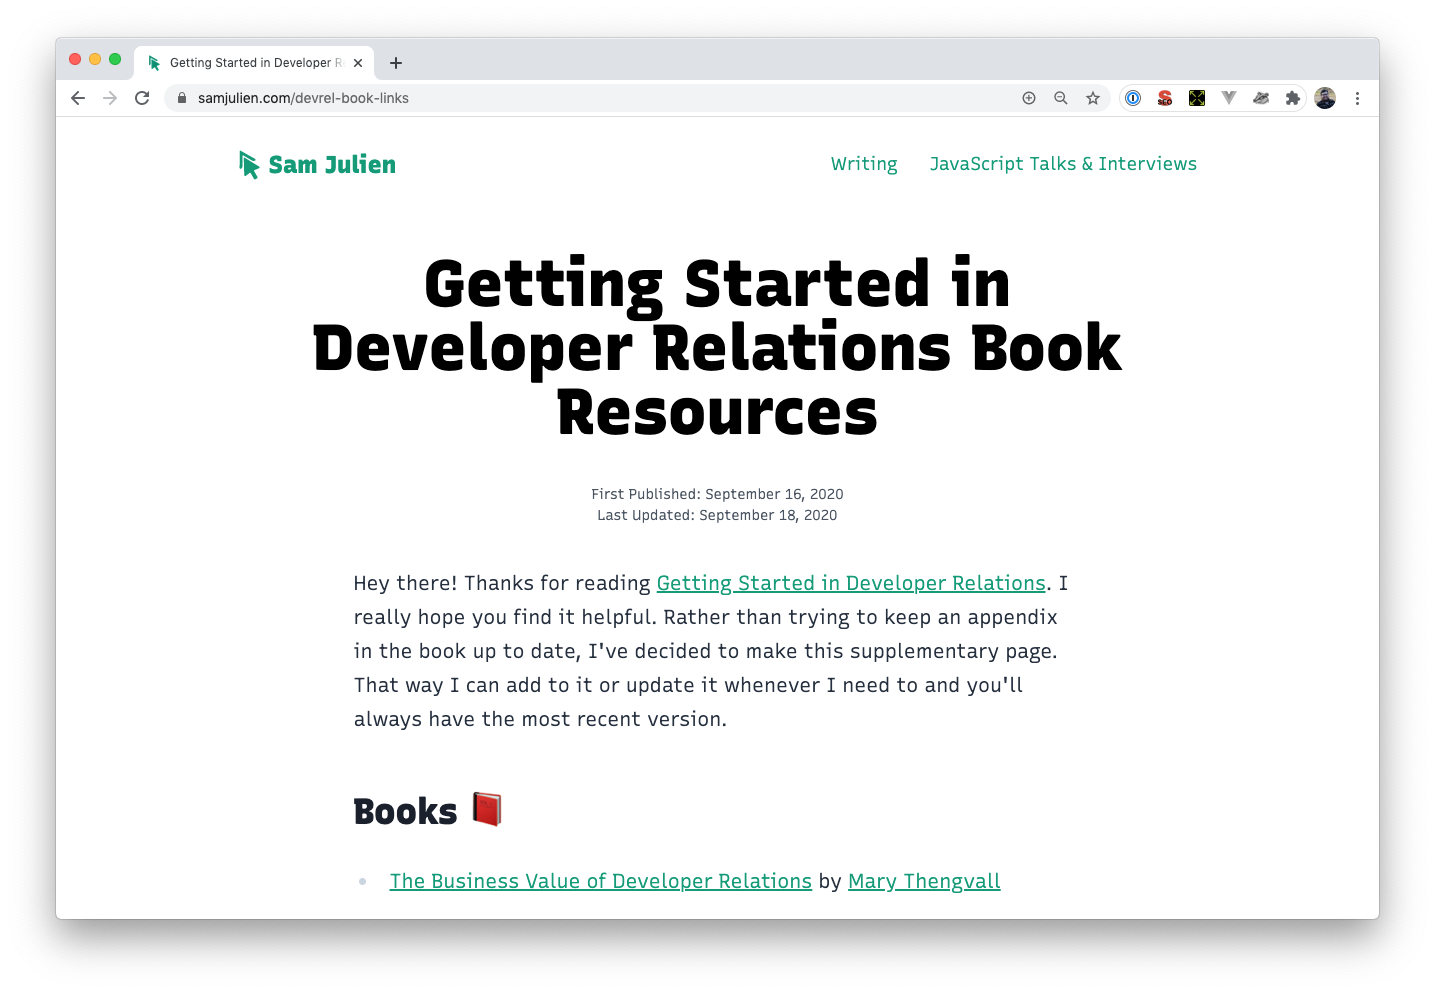 Getting Started in Developer R
samjulien.com/devrel-book-links
Sam Julien
Writing
JavaScript Talks & Interviews
Getting Started in
Developer Relations Book
Resources
First Published: September 16, 2020
Last Updated: September 18, 2020
Hey there! Thanks for reading Getting Started in Developer Relations. I
really hope you find it helpful. Rather than trying to keep an appendix
in the book up to date, I've decided to make this supplementary page.
That way I can add to it or update it whenever I need to and you'll
always have the most recent version.
Books
The Business Value of Developer Relations by Mary Thengvall